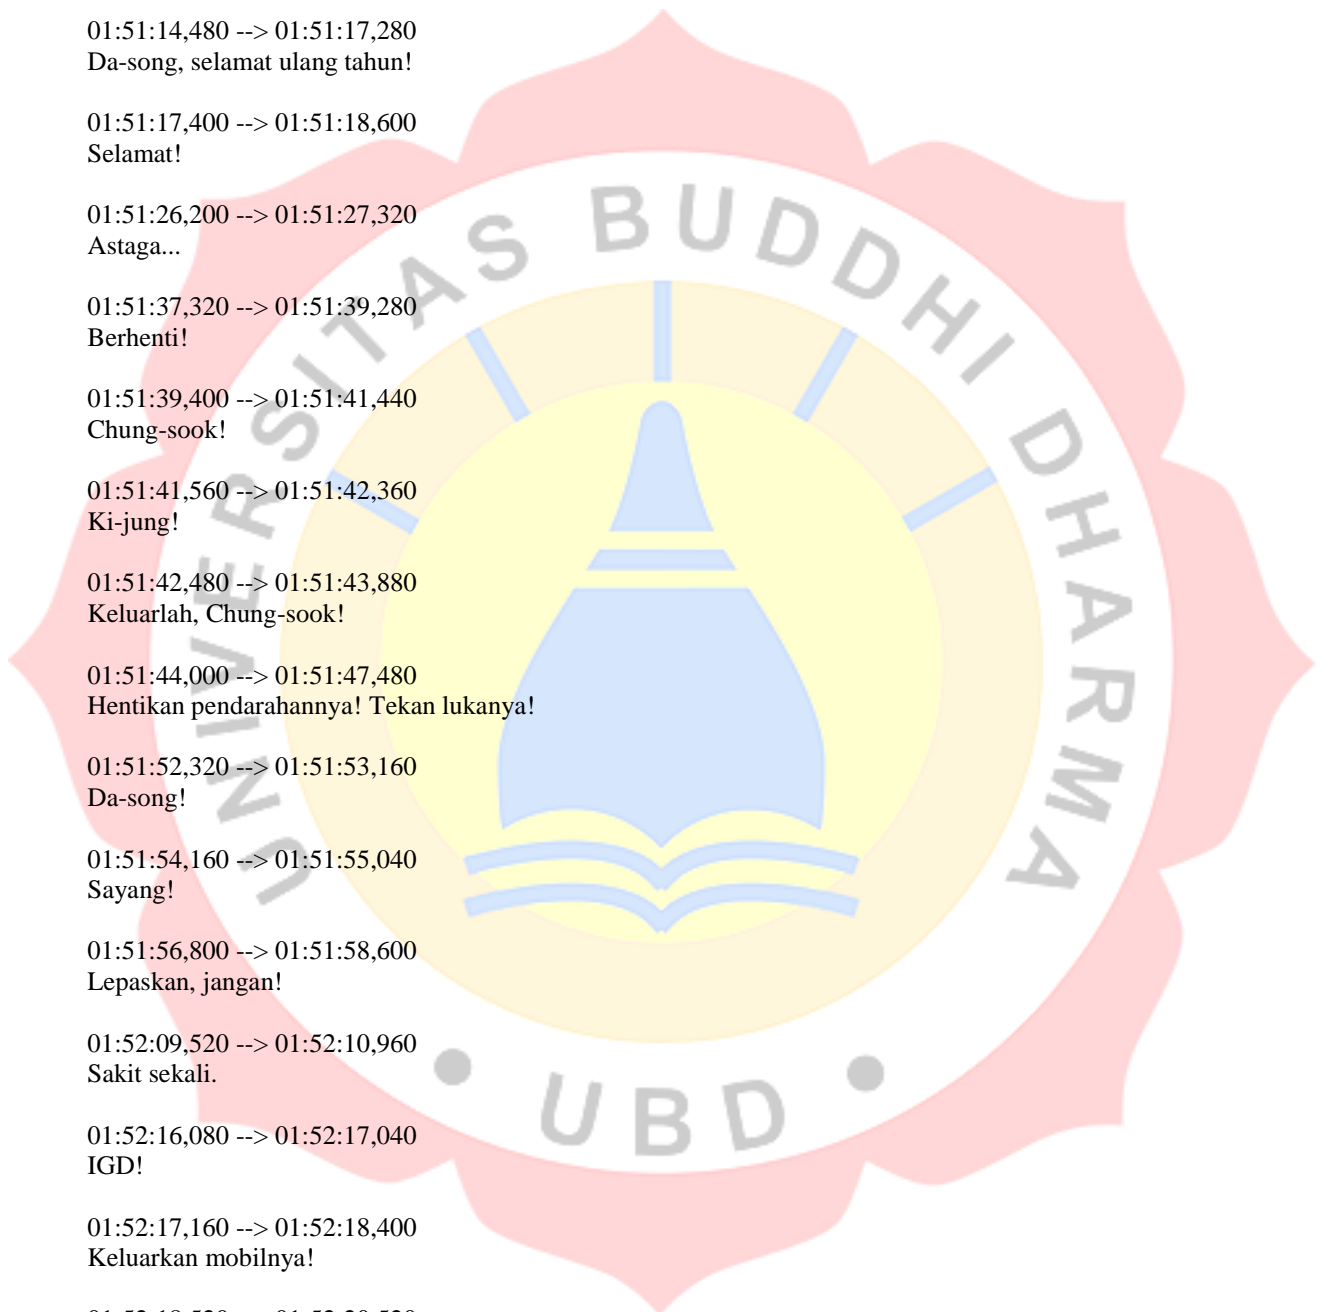 01:51:14,480 --> 01:51:17,280
Da-song, selamat ulang tahun!
01:51:17,400 --> 01:51:18,600
Selamat!
01:51:26,200 --> 01:51:27,320
Astaga...
01:51:37,320 --> 01:51:39,280
Berhenti!
01:51:39,400 --> 01:51:41,440
Chung-sook!
01:51:41,560 --> 01:51:42,360
Ki-jung!
01:51:42,480 --> 01:51:43,880
Keluarlah, Chung-sook!
01:51:44,000 --> 01:51:47,480
Hentikan pendarahannya! Tekan lukanya!
01:51:52,320 --> 01:51:53,160
Da-song!
01:51:54,160 --> 01:51:55,040
Sayang!
01:51:56,800 --> 01:51:58,600
Lepaskan, jangan!
01:52:09,520 --> 01:52:10,960
Sakit sekali.
01:52:16,080 --> 01:52:17,040
IGD!
01:52:17,160 --> 01:52:18,400
Keluarkan mobilnya!
UNIVERSITAS BUDDHI DHARMA
• UBD •